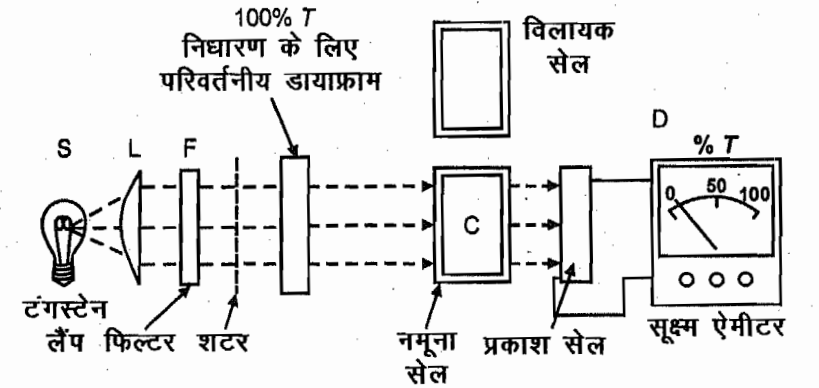 100% T
निधारण के लिए
परिवर्तनीय डायाफ्राम
विलायक
सेल
S
L
F
D
% T
0 50 100
C
टंगस्टेन
लैंप
फिल्टर
शटर
नमूना
सेल
प्रकाश सेल
सूक्ष्म ऐमीटर